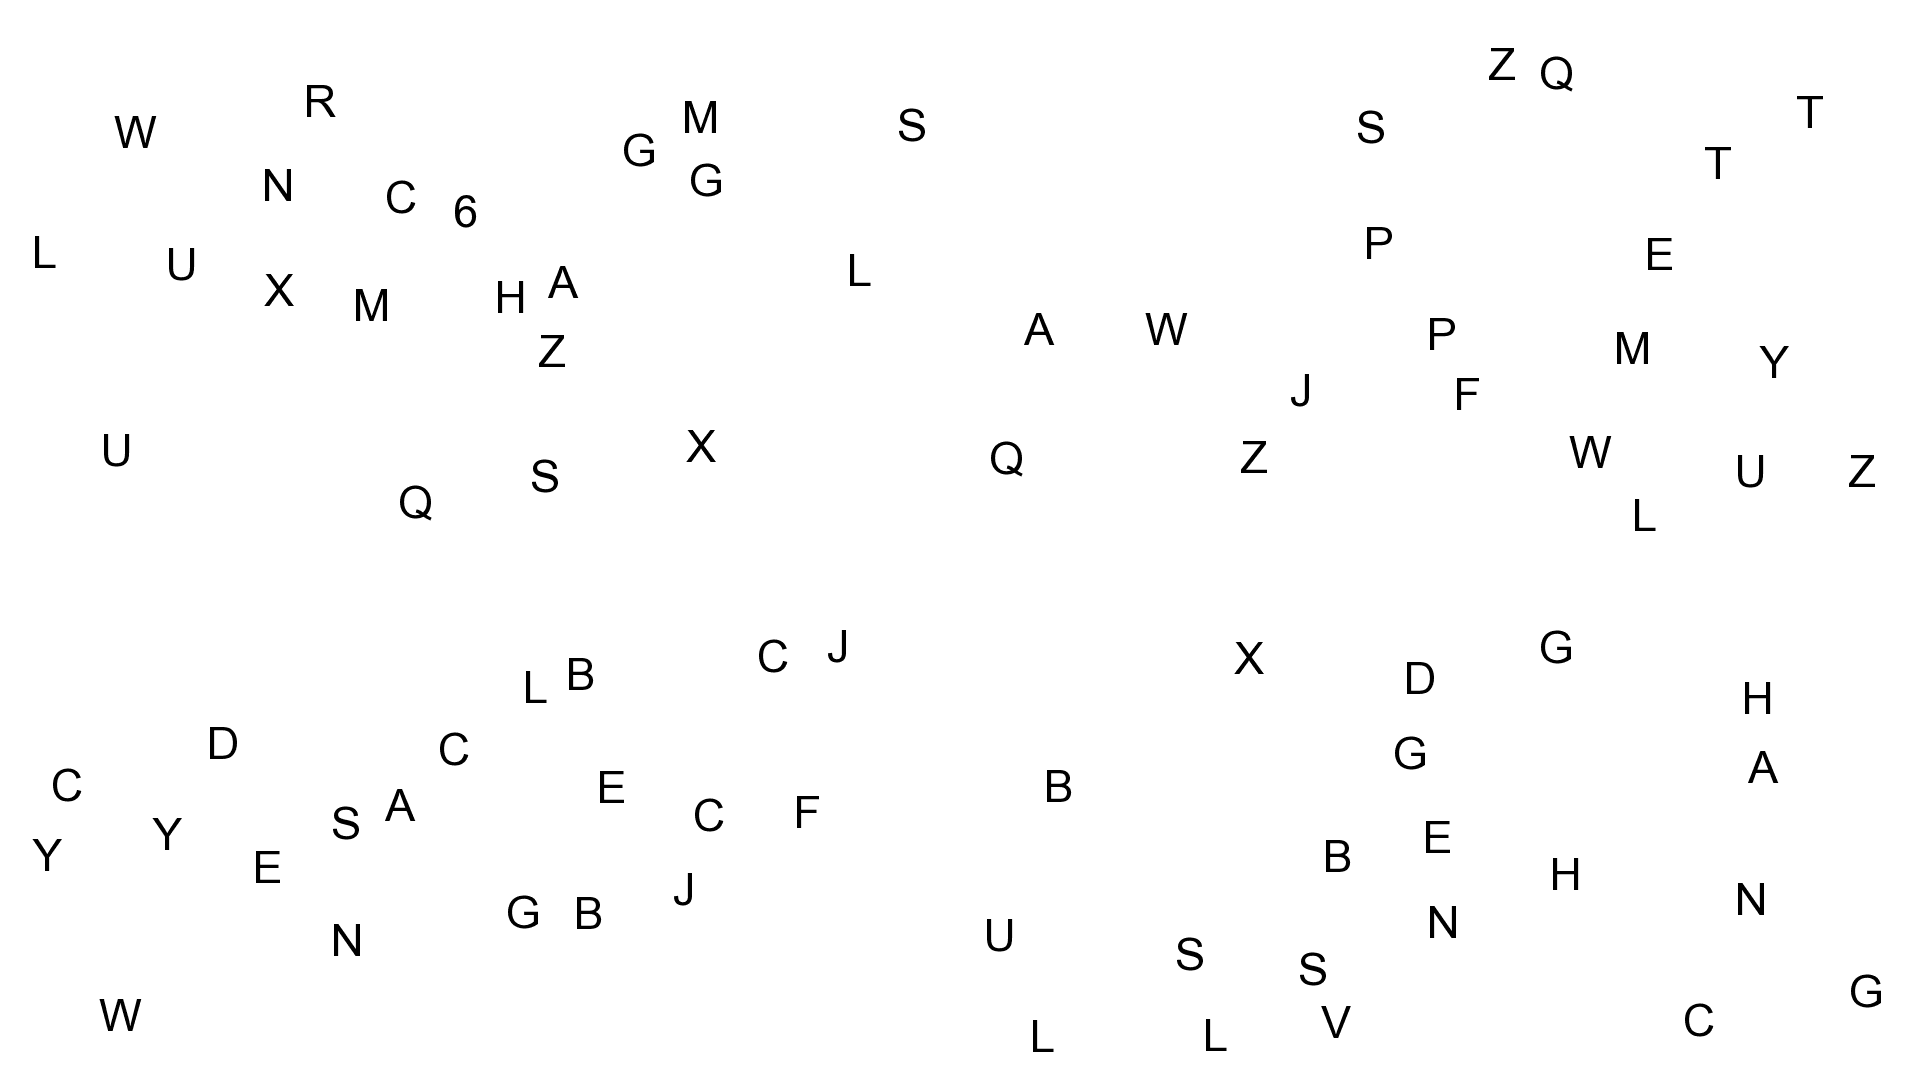 Z Q
W R M S S T
N C 6 G G T
L U X M H A L P E
Z A W P M Y
J F
U Q S X Q Z W U Z
L
L B C J X D G H
C D C E B G A
Y Y E S A C F B E H
N G B J U N N
W S S G
L L V C